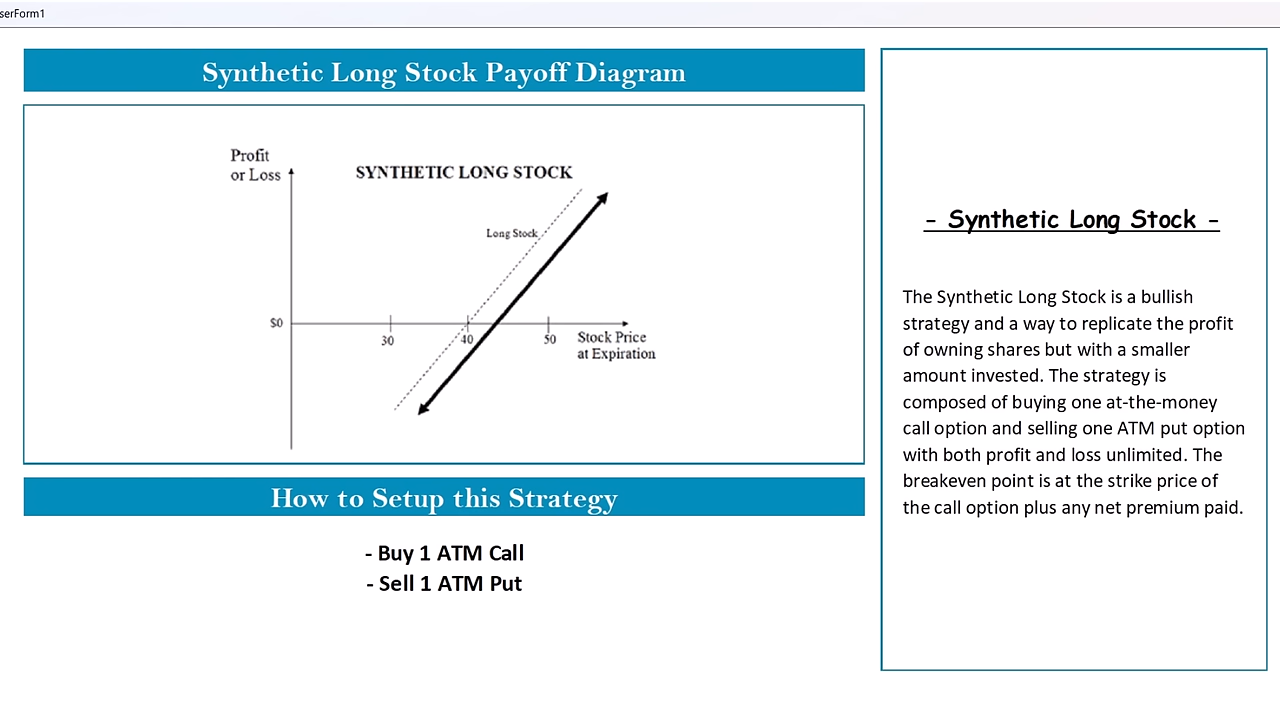 serForm1
Synthetic Long Stock Payoff Diagram
Profit
or Loss
SYNTHETIC LONG STOCK
Long Stock
$0
30
40
50
Stock Price
at Expiration
How to Setup this Strategy
- Buy 1 ATM Call
- Sell 1 ATM Put
- Synthetic Long Stock -
The Synthetic Long Stock is a bullish
strategy and a way to replicate the profit
of owning shares but with a smaller
amount invested. The strategy is
composed of buying one at-the-money
call option and selling one ATM put option
with both profit and loss unlimited. The
breakeven point is at the strike price of
the call option plus any net premium paid.